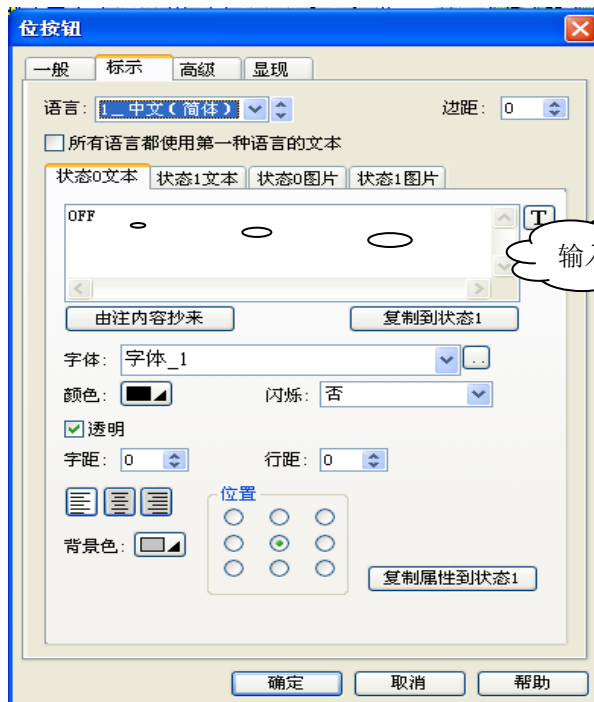 位按钮
一般 标示 高级 显现
语言: 1_ 中文(简体) 边距: 0
所有语言都使用第一种语言的文本
状态0文本 状态1文本 状态0图片 状态1图片
OFF T
输入
由注内容抄来 复制到状态1
字体: 字体_1 ..
颜色: 闪烁: 否
透明
字距: 0 行距: 0
位置
背景色:
复制属性到状态1
确定 取消 帮助